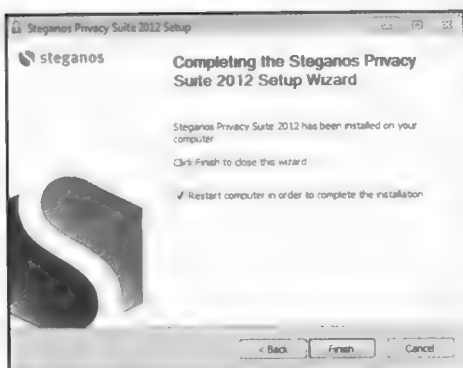 Steganos Privacy Suite 2012 Setup
steganos
Completing the Steganos Privacy
Suite 2012 Setup Wizard
Steganos Privacy Suite 2012 has been installed on your
computer
Click Finish to close this wizard
Restart computer in order to complete the installation
< Back
Finish
Cancel